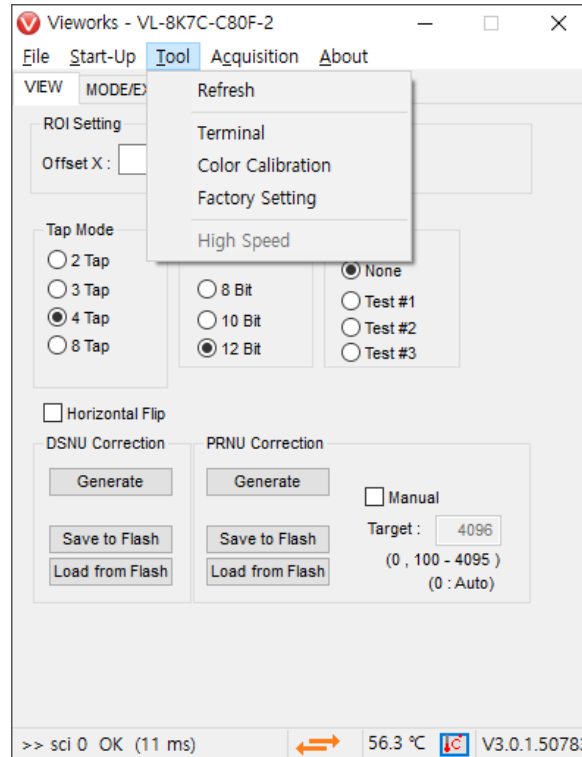 Vieworks - VL-8K7C-C80F-2
File Start-Up Tool Acquisition About
VIEW MODE/EX
Refresh
Terminal
Color Calibration
Factory Setting
High Speed
ROI Setting
Offset X :
Tap Mode
2 Tap
3 Tap
4 Tap
8 Tap
8 Bit
10 Bit
12 Bit
None
Test #1
Test #2
Test #3
Horizontal Flip
DSNU Correction
Generate
Save to Flash
Load from Flash
PRNU Correction
Generate
Save to Flash
Load from Flash
Manual
Target : 4096
(0 , 100 - 4095 )
(0 : Auto)
>> sci 0 OK (11 ms) 56.3 ℃ V3.0.1.5078